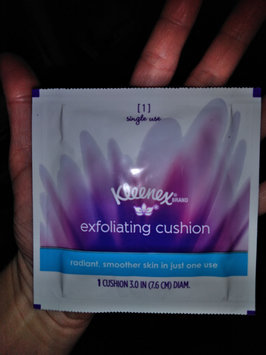 [1]
single use
Kleenex® BRAND
exfoliating cushion
radiant, smoother skin in just one use
1 CUSHION 3.0 IN (7.6 CM) DIAM.